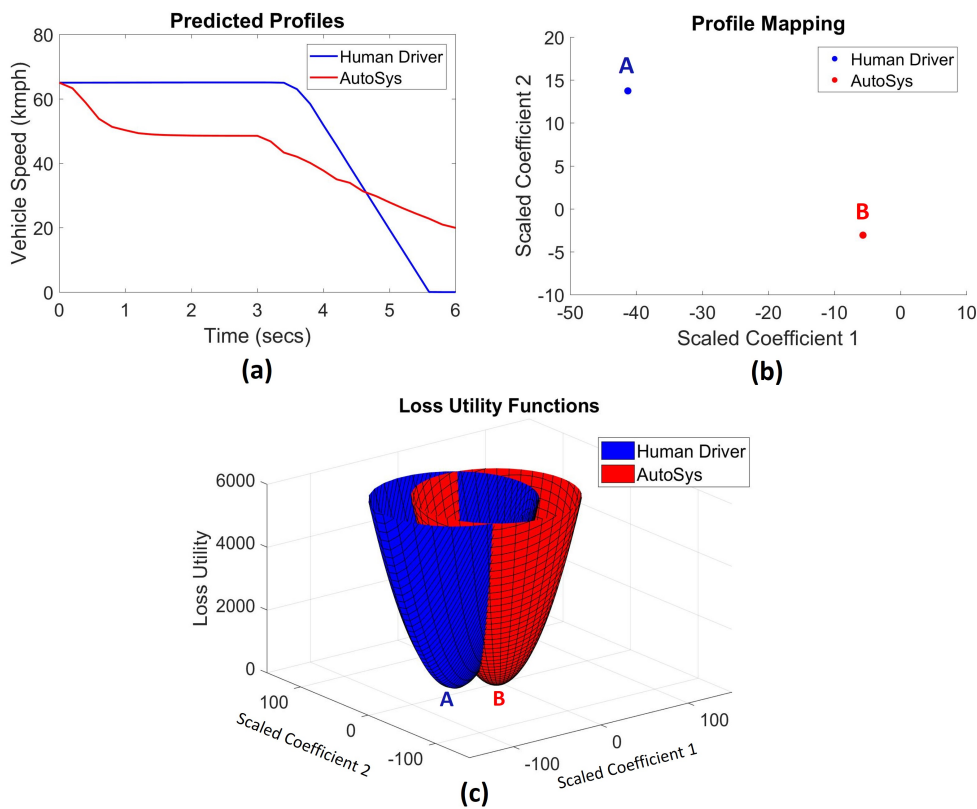 Predicted Profiles
80
60
40
20
0
Vehicle Speed (kmph)
0 1 2 3 4 5 6
Time (secs)
Human Driver
AutoSys
(a)
Profile Mapping
20
15
10
5
0
-5
-10
Scaled Coefficient 2
-50 -40 -30 -20 -10 0 10
Scaled Coefficient 1
Human Driver
AutoSys
A
B
(b)
Loss Utility Functions
Human Driver
AutoSys
6000
4000
2000
0
Loss Utility
100
0
-100
Scaled Coefficient 2
-100
0
100
Scaled Coefficient 1
A
B
(c)